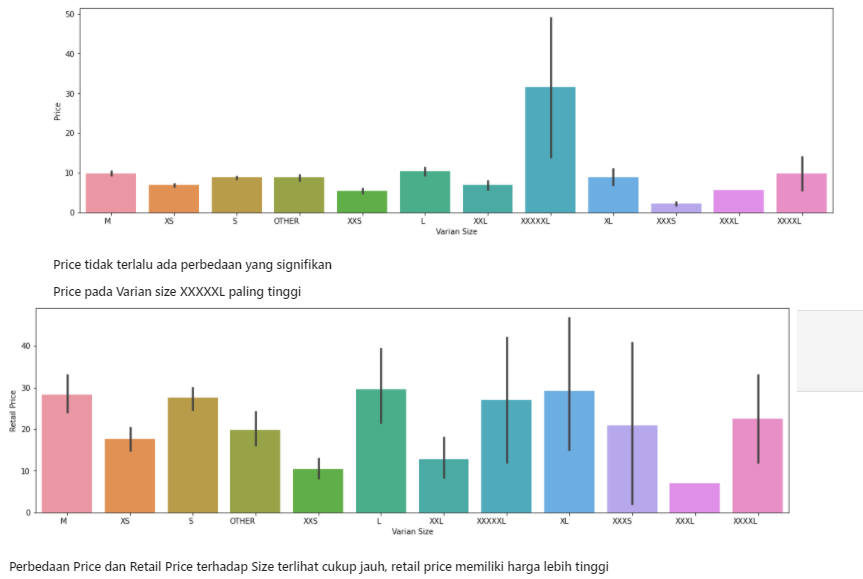 50
40
30
20
10
0
Price
M XS S OTHER XXS L XXL XXXXXL XL XXXS XXXL XXXXL
Varian Size
Price tidak terlalu ada perbedaan yang signifikan
Price pada Varian size XXXXXL paling tinggi
40
30
20
10
0
Retail Price
M XS S OTHER XXS L XXL XXXXXL XL XXXS XXXL XXXXL
Varian Size
Perbedaan Price dan Retail Price terhadap Size terlihat cukup jauh, retail price memiliki harga lebih tinggi